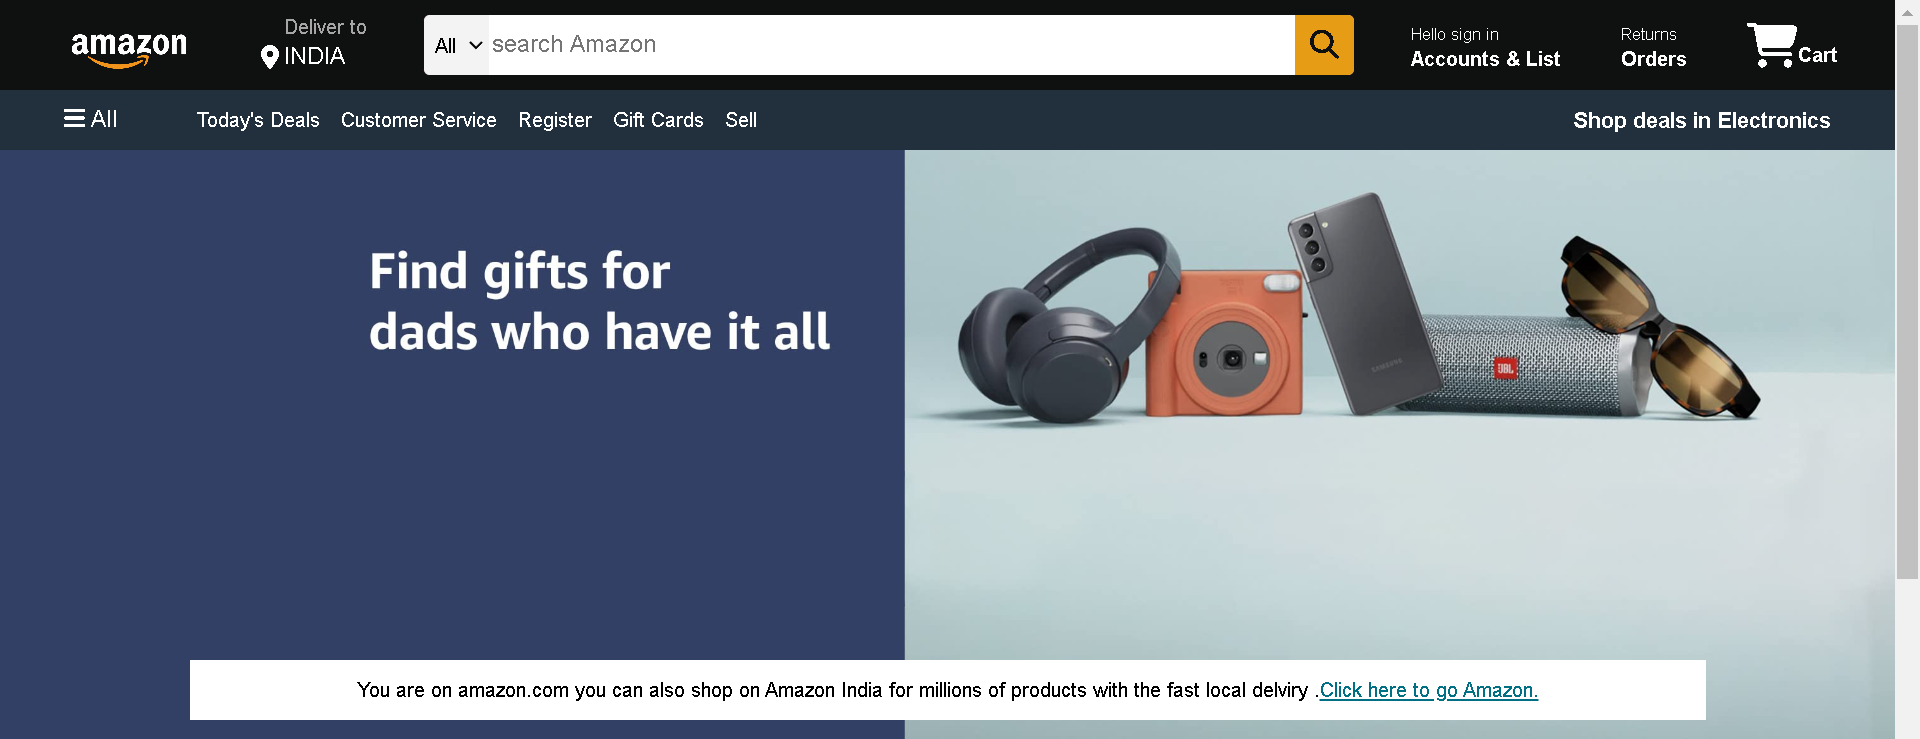 amazon
Deliver to
INDIA
All
search Amazon
Hello sign in
Accounts & List
Returns
Orders
Cart
All
Today's Deals
Customer Service
Register
Gift Cards
Sell
Shop deals in Electronics
Find gifts for
dads who have it all
SAMSUNG
JBL
You are on amazon.com you can also shop on Amazon India for millions of products with the fast local delviry .Click here to go Amazon.